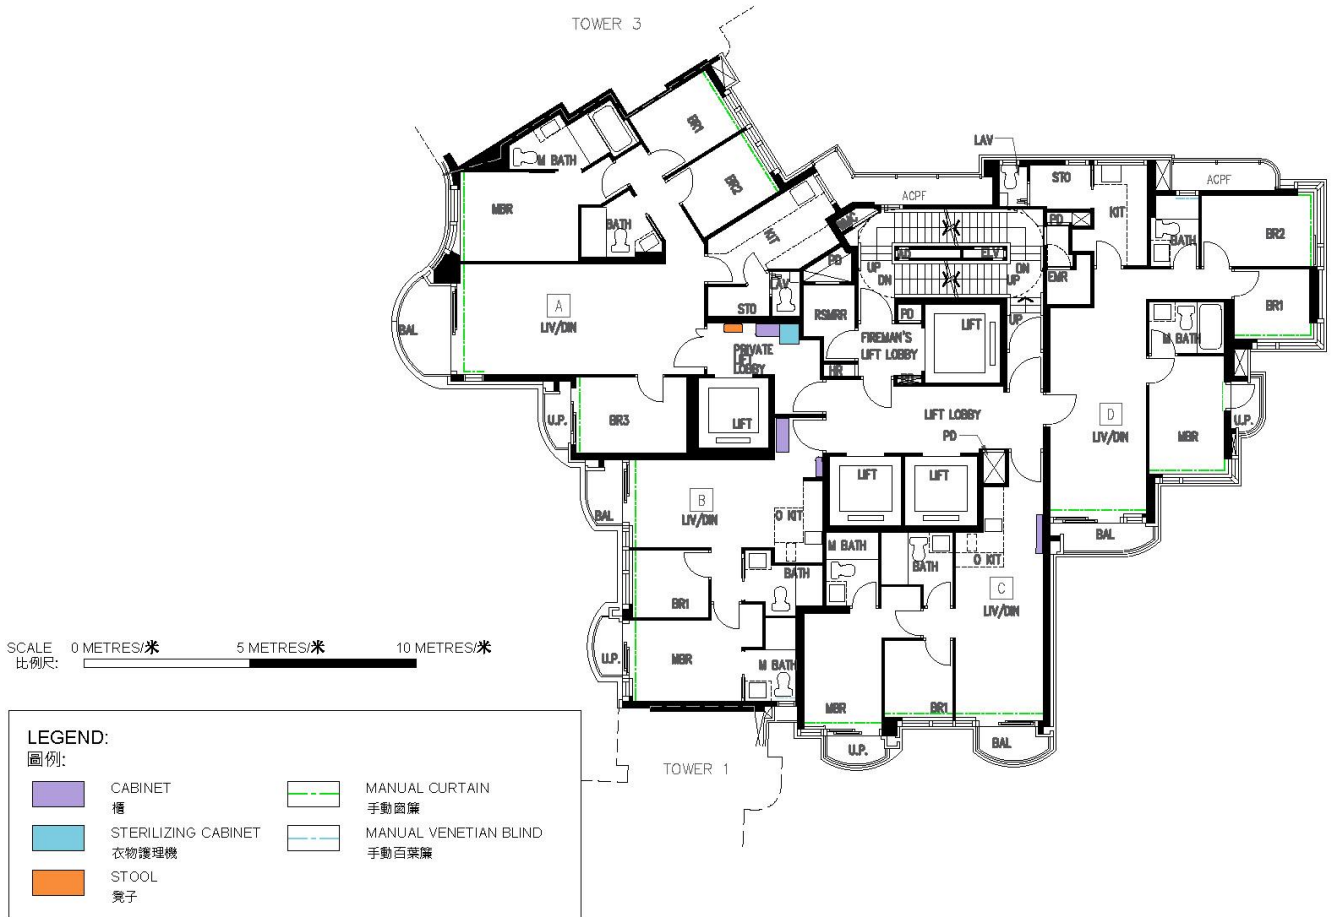 TOWER 3
BR1
M BATH
BR2
MBR
BATH
KIT
ACPF
LAV
STO
KIT
ACPF
PD
BATH
BR2
BR1
EMR
M BATH
A
LIV/DIN
BAL
STO
LAV
PD
RSMRR
UP
DN
AD
ELV
DN
UP
UP
PD
LIFT
FIREMAN'S
LIFT LOBBY
HR
PRIVATE
LIFT
LOBBY
LIFT
BR3
U.P.
LIFT LOBBY
PD
D
LIV/DIN
MBR
U.P.
BAL
B
LIV/DIN
BAL
O KIT
LIFT
LIFT
M BATH
BATH
O KIT
C
LIV/DIN
BATH
BR1
MBR
U.P.
M BATH
MBR
BR1
U.P.
BAL
TOWER 1
SCALE 0 METRES/米 5 METRES/米 10 METRES/米
比例尺:
LEGEND:
圖例:
CABINET
櫃
STERILIZING CABINET
衣物護理機
STOOL
凳子
MANUAL CURTAIN
手動窗簾
MANUAL VENETIAN BLIND
手動百葉簾